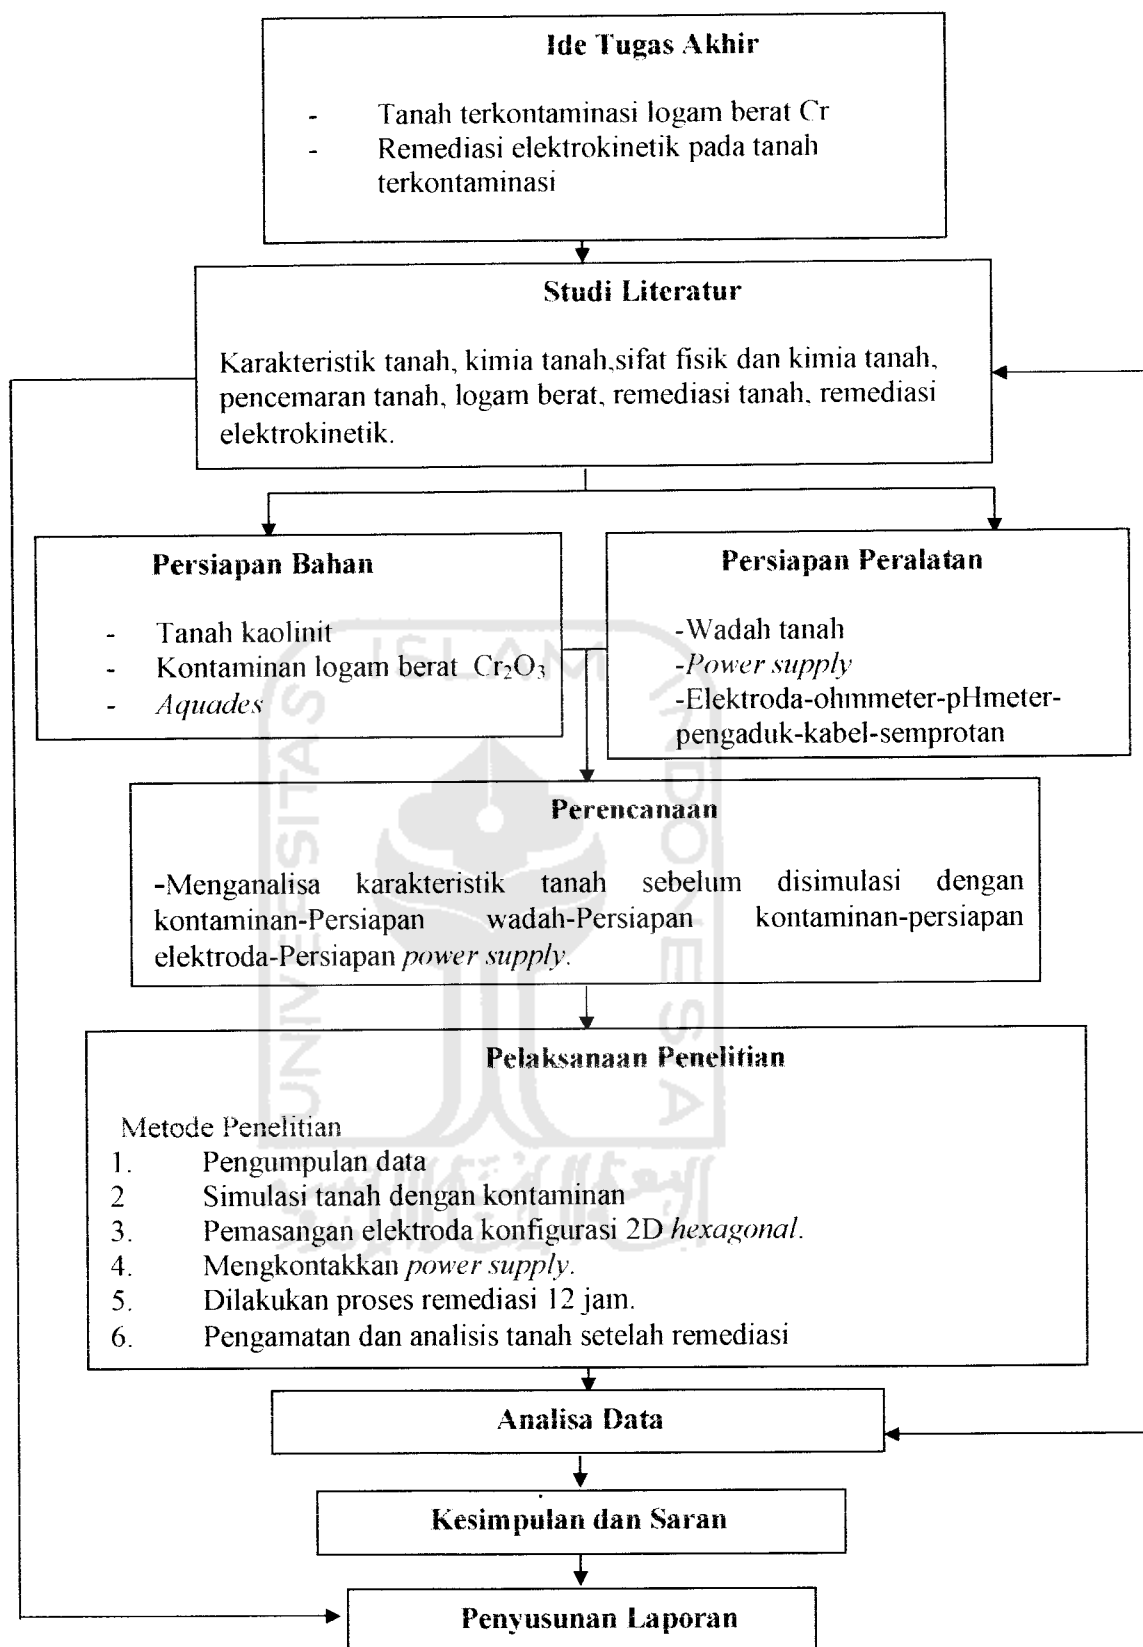 Ide Tugas Akhir
- Tanah terkontaminasi logam berat Cr
- Remediasi elektrokinetik pada tanah
terkontaminasi
Studi Literatur
Karakteristik tanah, kimia tanah,sifat fisik dan kimia tanah,
pencemaran tanah, logam berat, remediasi tanah, remediasi
elektrokinetik.
Persiapan Bahan
- Tanah kaolinit
- Kontaminan logam berat Cr₂O₃
- Aquades
Persiapan Peralatan
-Wadah tanah
-Power supply
-Elektroda-ohmmeter-pHmeter-
pengaduk-kabel-semprotan
Perencanaan
-Menganalisa karakteristik tanah sebelum disimulasi dengan
kontaminan-Persiapan wadah-Persiapan kontaminan-persiapan
elektroda-Persiapan power supply.
Pelaksanaan Penelitian
Metode Penelitian
1. Pengumpulan data
2 Simulasi tanah dengan kontaminan
3. Pemasangan elektroda konfigurasi 2D hexagonal.
4. Mengkontakkan power supply.
5. Dilakukan proses remediasi 12 jam.
6. Pengamatan dan analisis tanah setelah remediasi
Analisa Data
Kesimpulan dan Saran
Penyusunan Laporan
UNIVERSITAS
ISLAM
INDONESIA